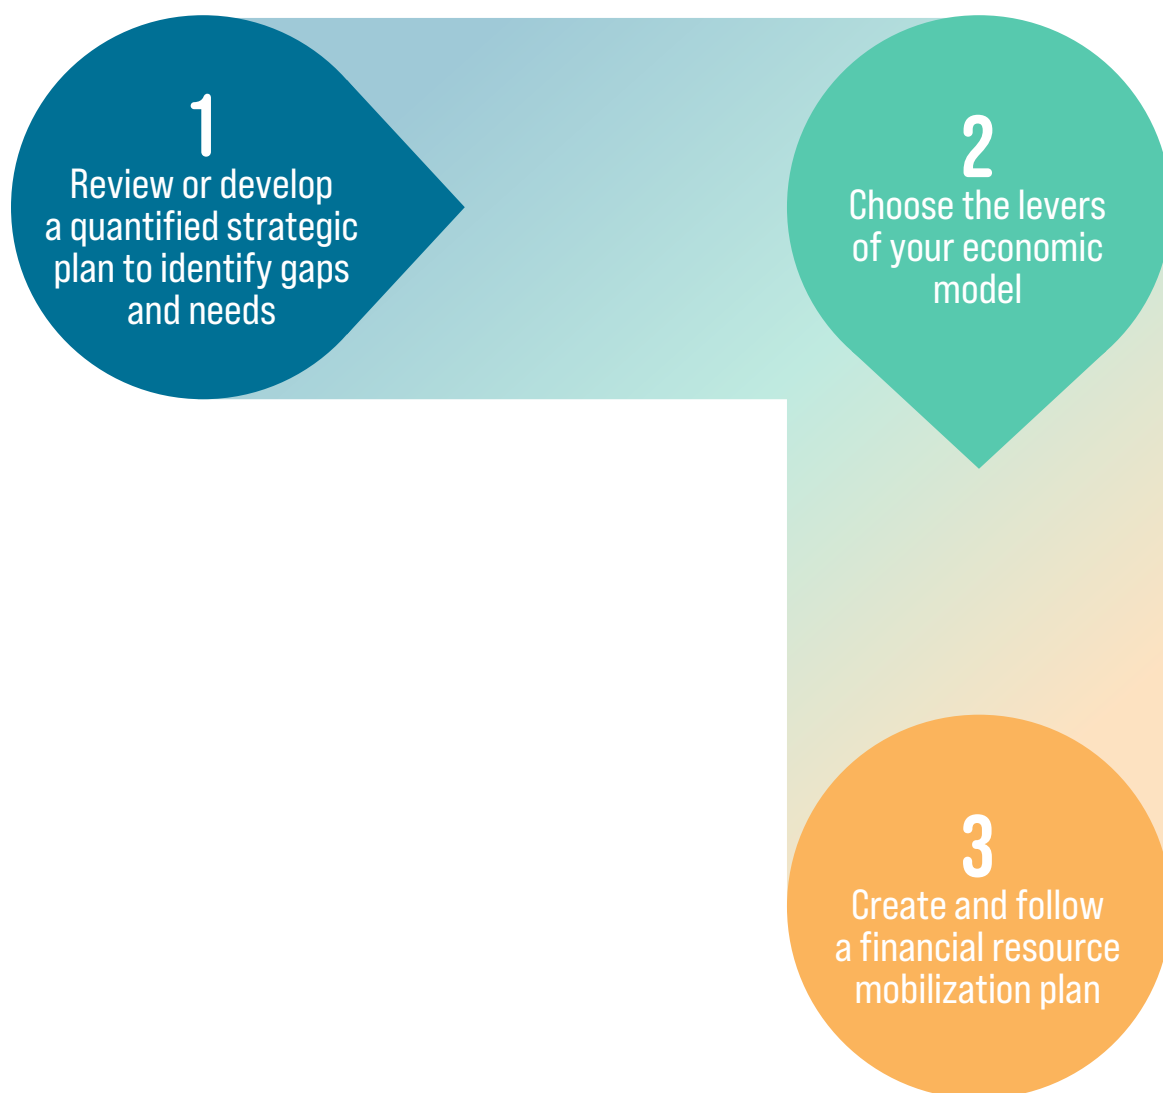 1
Review or develop
a quantified strategic
plan to identify gaps
and needs
2
Choose the levers
of your economic
model
3
Create and follow
a financial resource
mobilization plan